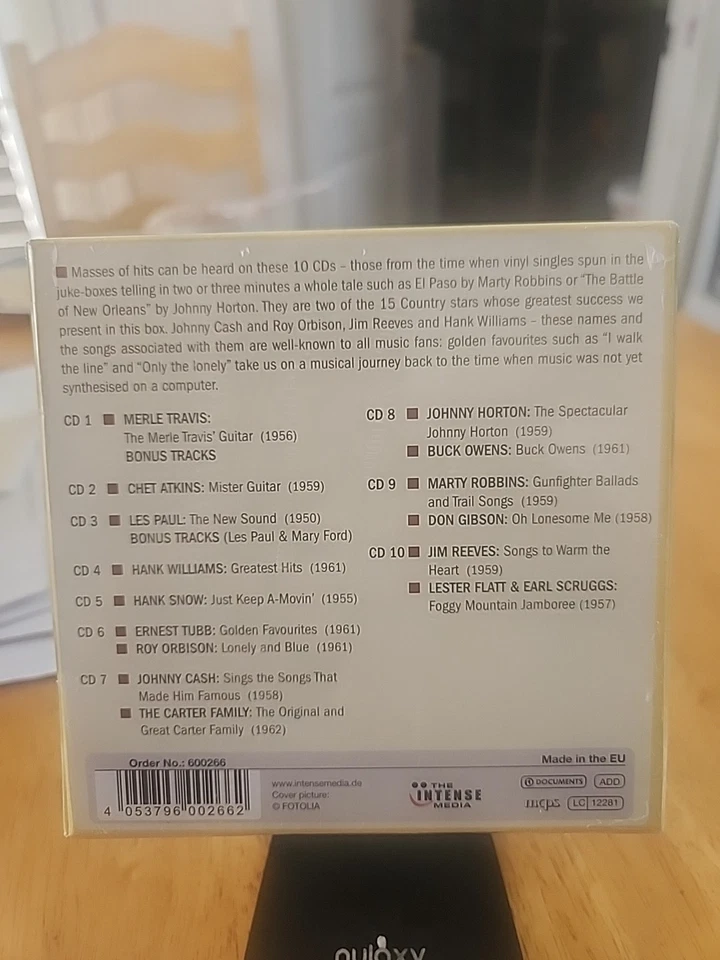 Masses of hits can be heard on these 10 CDs – those from the time when vinyl singles spun in the
juke-boxes telling in two or three minutes a whole tale such as El Paso by Marty Robbins or "The Battle
of New Orleans" by Johnny Horton. They are two of the 15 Country stars whose greatest success we
present in this box. Johnny Cash and Roy Orbison, Jim Reeves and Hank Williams – these names and
the songs associated with them are well-known to all music fans: golden favourites such as "I walk
the line" and "Only the lonely" take us on a musical journey back to the time when music was not yet
synthesised on a computer.
CD 1 MERLE TRAVIS:
The Merle Travis' Guitar (1956)
BONUS TRACKS
CD 2 CHET ATKINS: Mister Guitar (1959)
CD 3 LES PAUL: The New Sound (1950)
BONUS TRACKS (Les Paul & Mary Ford)
CD 4 HANK WILLIAMS: Greatest Hits (1961)
CD 5 HANK SNOW: Just Keep A-Movin' (1955)
CD 6 ERNEST TUBB: Golden Favourites (1961)
ROY ORBISON: Lonely and Blue (1961)
CD 7 JOHNNY CASH: Sings the Songs That
Made Him Famous (1958)
THE CARTER FAMILY: The Original and
Great Carter Family (1962)
CD 8 JOHNNY HORTON: The Spectacular
Johnny Horton (1959)
BUCK OWENS: Buck Owens (1961)
CD 9 MARTY ROBBINS: Gunfighter Ballads
and Trail Songs (1959)
DON GIBSON: Oh Lonesome Me (1958)
CD 10 JIM REEVES: Songs to Warm the
Heart (1959)
LESTER FLATT & EARL SCRUGGS:
Foggy Mountain Jamboree (1957)
Order No.: 600266
4 053796 002662
www.intensemedia.de
Cover picture:
© FOTOLIA
THE
INTENSE
MEDIA
Made in the EU
DOCUMENTS ADD
mcps LC 12281
nulaxy